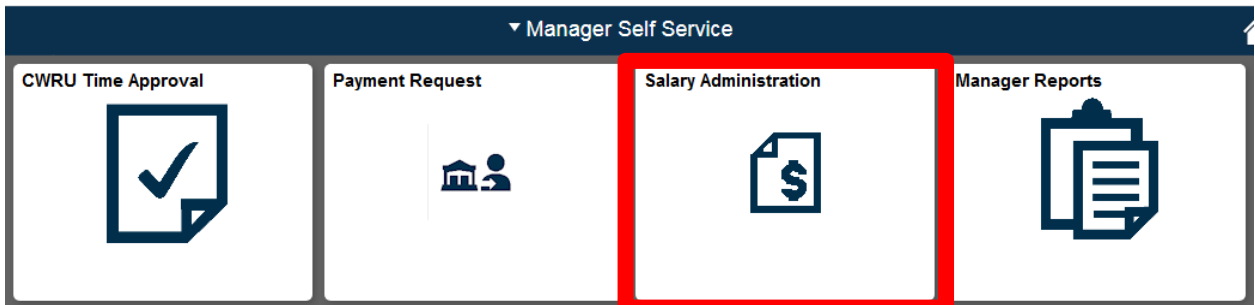 Manager Self Service
CWRU Time Approval
Payment Request
Salary Administration
Manager Reports
$